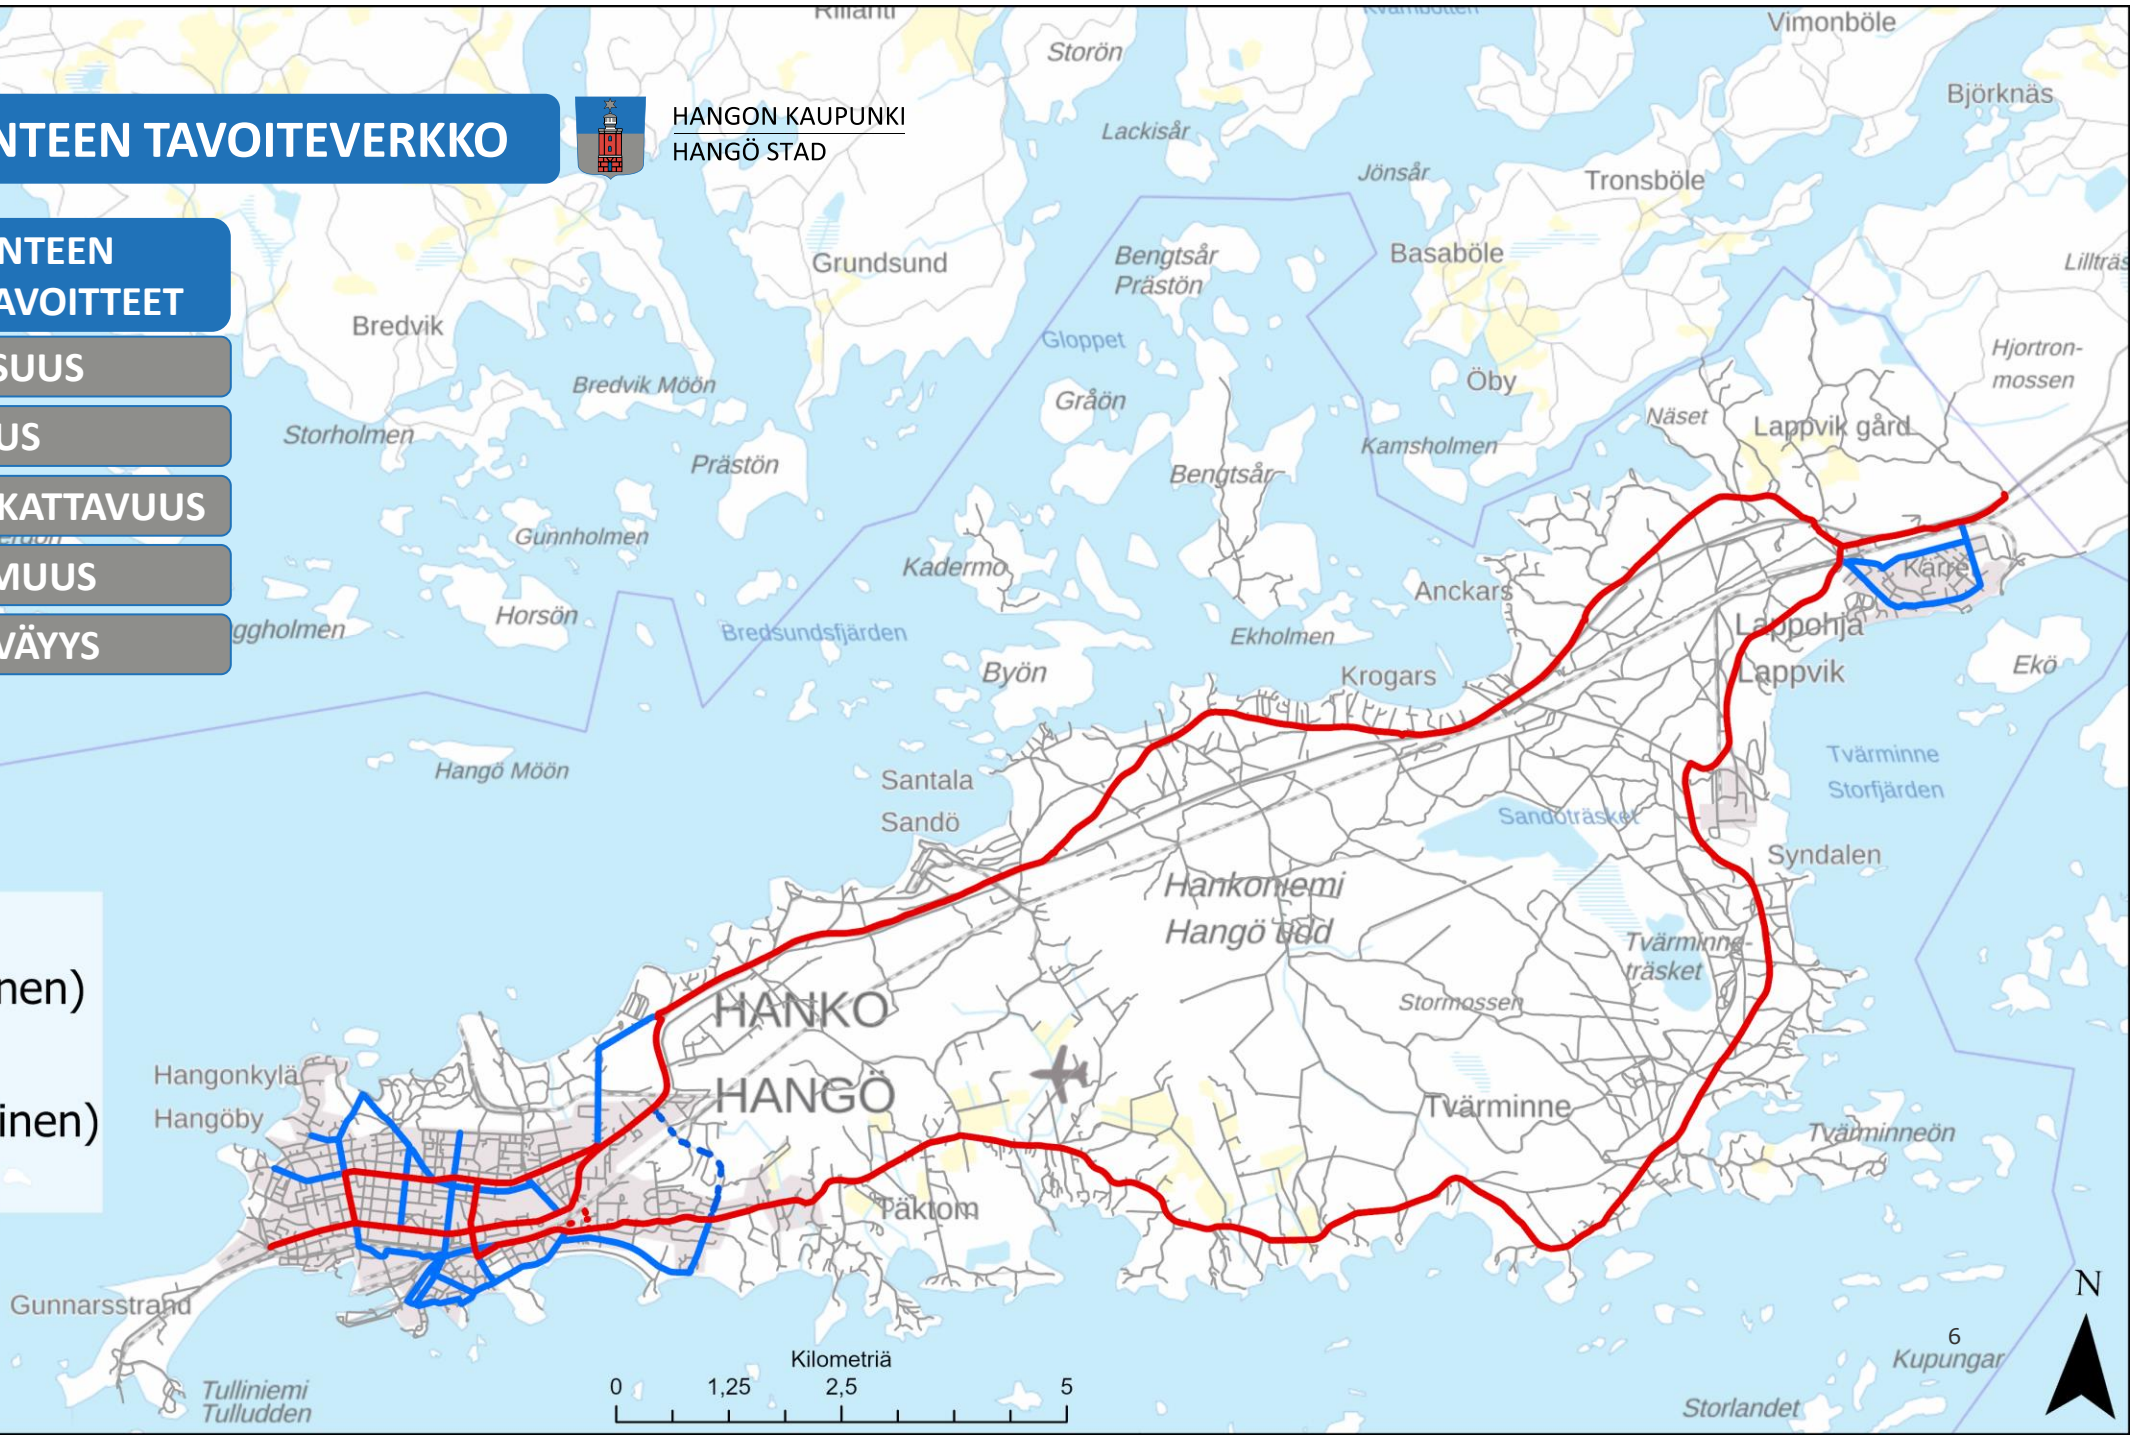 Vimonböle
Storön
Björknäs
NTEEN TAVOITEVERKKO
HANGON KAUPUNKI
HANGÖ STAD
Lackisår
Jönsår
Tronsböle
NTEEN
AVOITTEET
Grundsund
Bengtsår
Prästön
Basaböle
Lillträs
Bredvik
Gloppet
Hjortron-
mossen
SUUS
Bredvik Möön
Gråön
Öby
Näset
Lappvik gård
US
Storholmen
Prästön
Bengtsår
Kamsholmen
KATTAVUUS
Gunnholmen
Kadermo
Kärre
MUUS
Anckars
Horsön
Lappohja
Lappvik
VÄYYS
ggholmen
Bredsundsfjärden
Ekholmen
Byön
Krogars
Ekö
Hangö Möön
Santala
Sandö
Tvärminne
Storfjärden
Sandöträsket
Syndalen
Hankoniemi
Hangö udd
Tvärminne-
träsket
nen)
HANKO
HANGÖ
Stormossen
Hangonkylä
Hangöby
inen)
Tvärminne
Tvärminneön
Täktom
Gunnarsstrand
N
6
Kupungar
Kilometriä
0 1,25 2,5 5
Tulliniemi
Tulludden
Storlandet